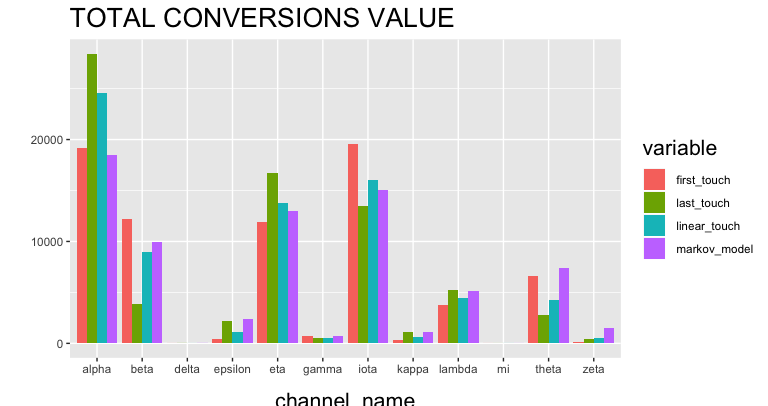 TOTAL CONVERSIONS VALUE
20000
10000
0
alpha beta delta epsilon eta gamma iota kappa lambda mi theta zeta
channel_name
variable
first_touch
last_touch
linear_touch
markov_model